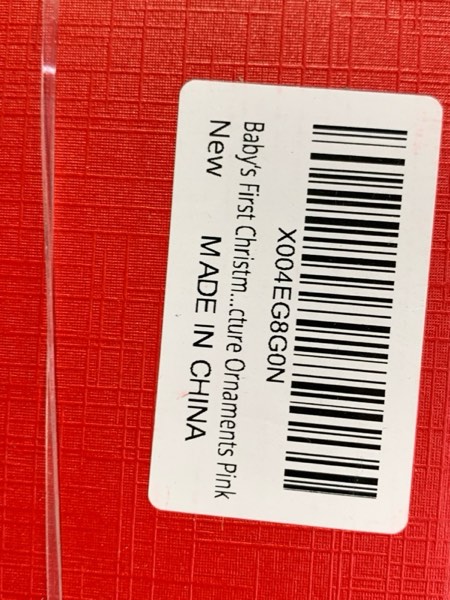 X004EG8G0N
Baby's First Christm...cture Ornaments Pink
New MADE IN CHINA